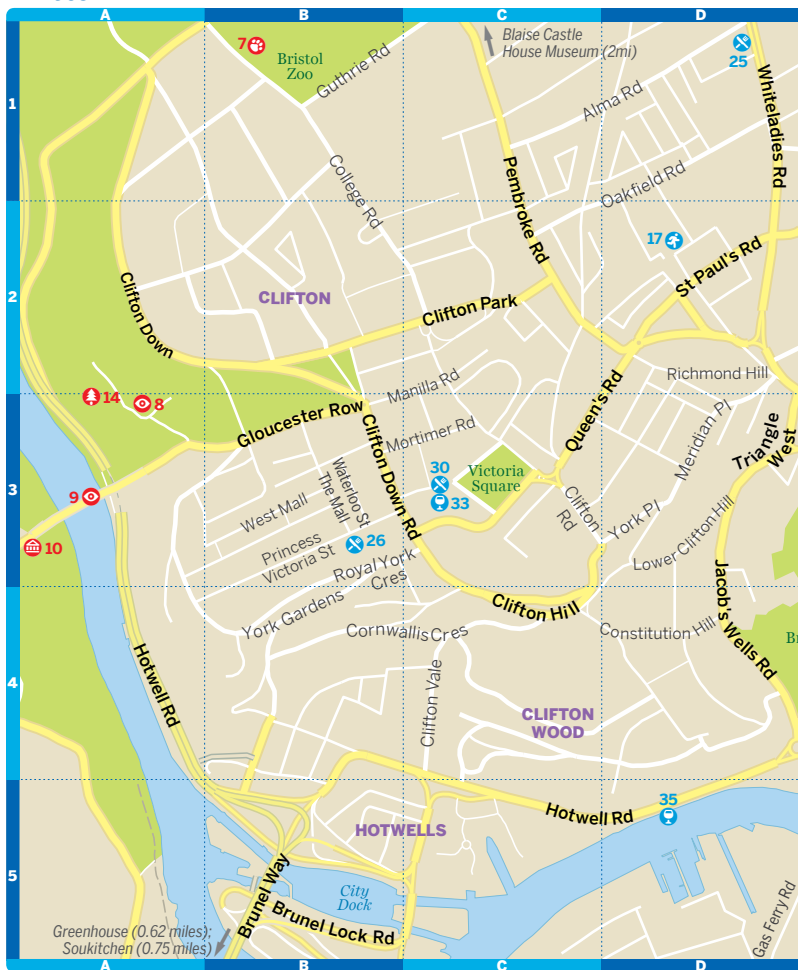 A
B
C
D
7
Bristol
Zoo
Guthrie Rd
Blaise Castle
House Museum (2mi)
25
1
Alma Rd
Whiteladies Rd
College Rd
Pembroke Rd
Oakfield Rd
17
St Paul's Rd
2
CLIFTON
Clifton Down
Clifton Park
Richmond Hill
14
8
Manilla Rd
Queen's Rd
Meridian Pl
Gloucester Row
Mortimer Rd
Triangle
West
Clifton Down Rd
30
Victoria
Square
3
9
Waterloo St
The Mall
33
West Mall
Clifton
Rd
York Pl
10
Princess
Victoria St
26
Lower Clifton Hill
Royal York
Cres
Jacob's Wells Rd
York Gardens
Clifton Hill
Cornwallis Cres
Constitution Hill
Br
Hotwell Rd
4
Clifton Vale
CLIFTON
WOOD
35
Hotwell Rd
HOTWELLS
5
Brunel Way
City
Dock
Gas Ferry Rd
Brunel Lock Rd
Greenhouse (0.62 miles);
Soukitchen (0.75 miles)
A
B
C
D